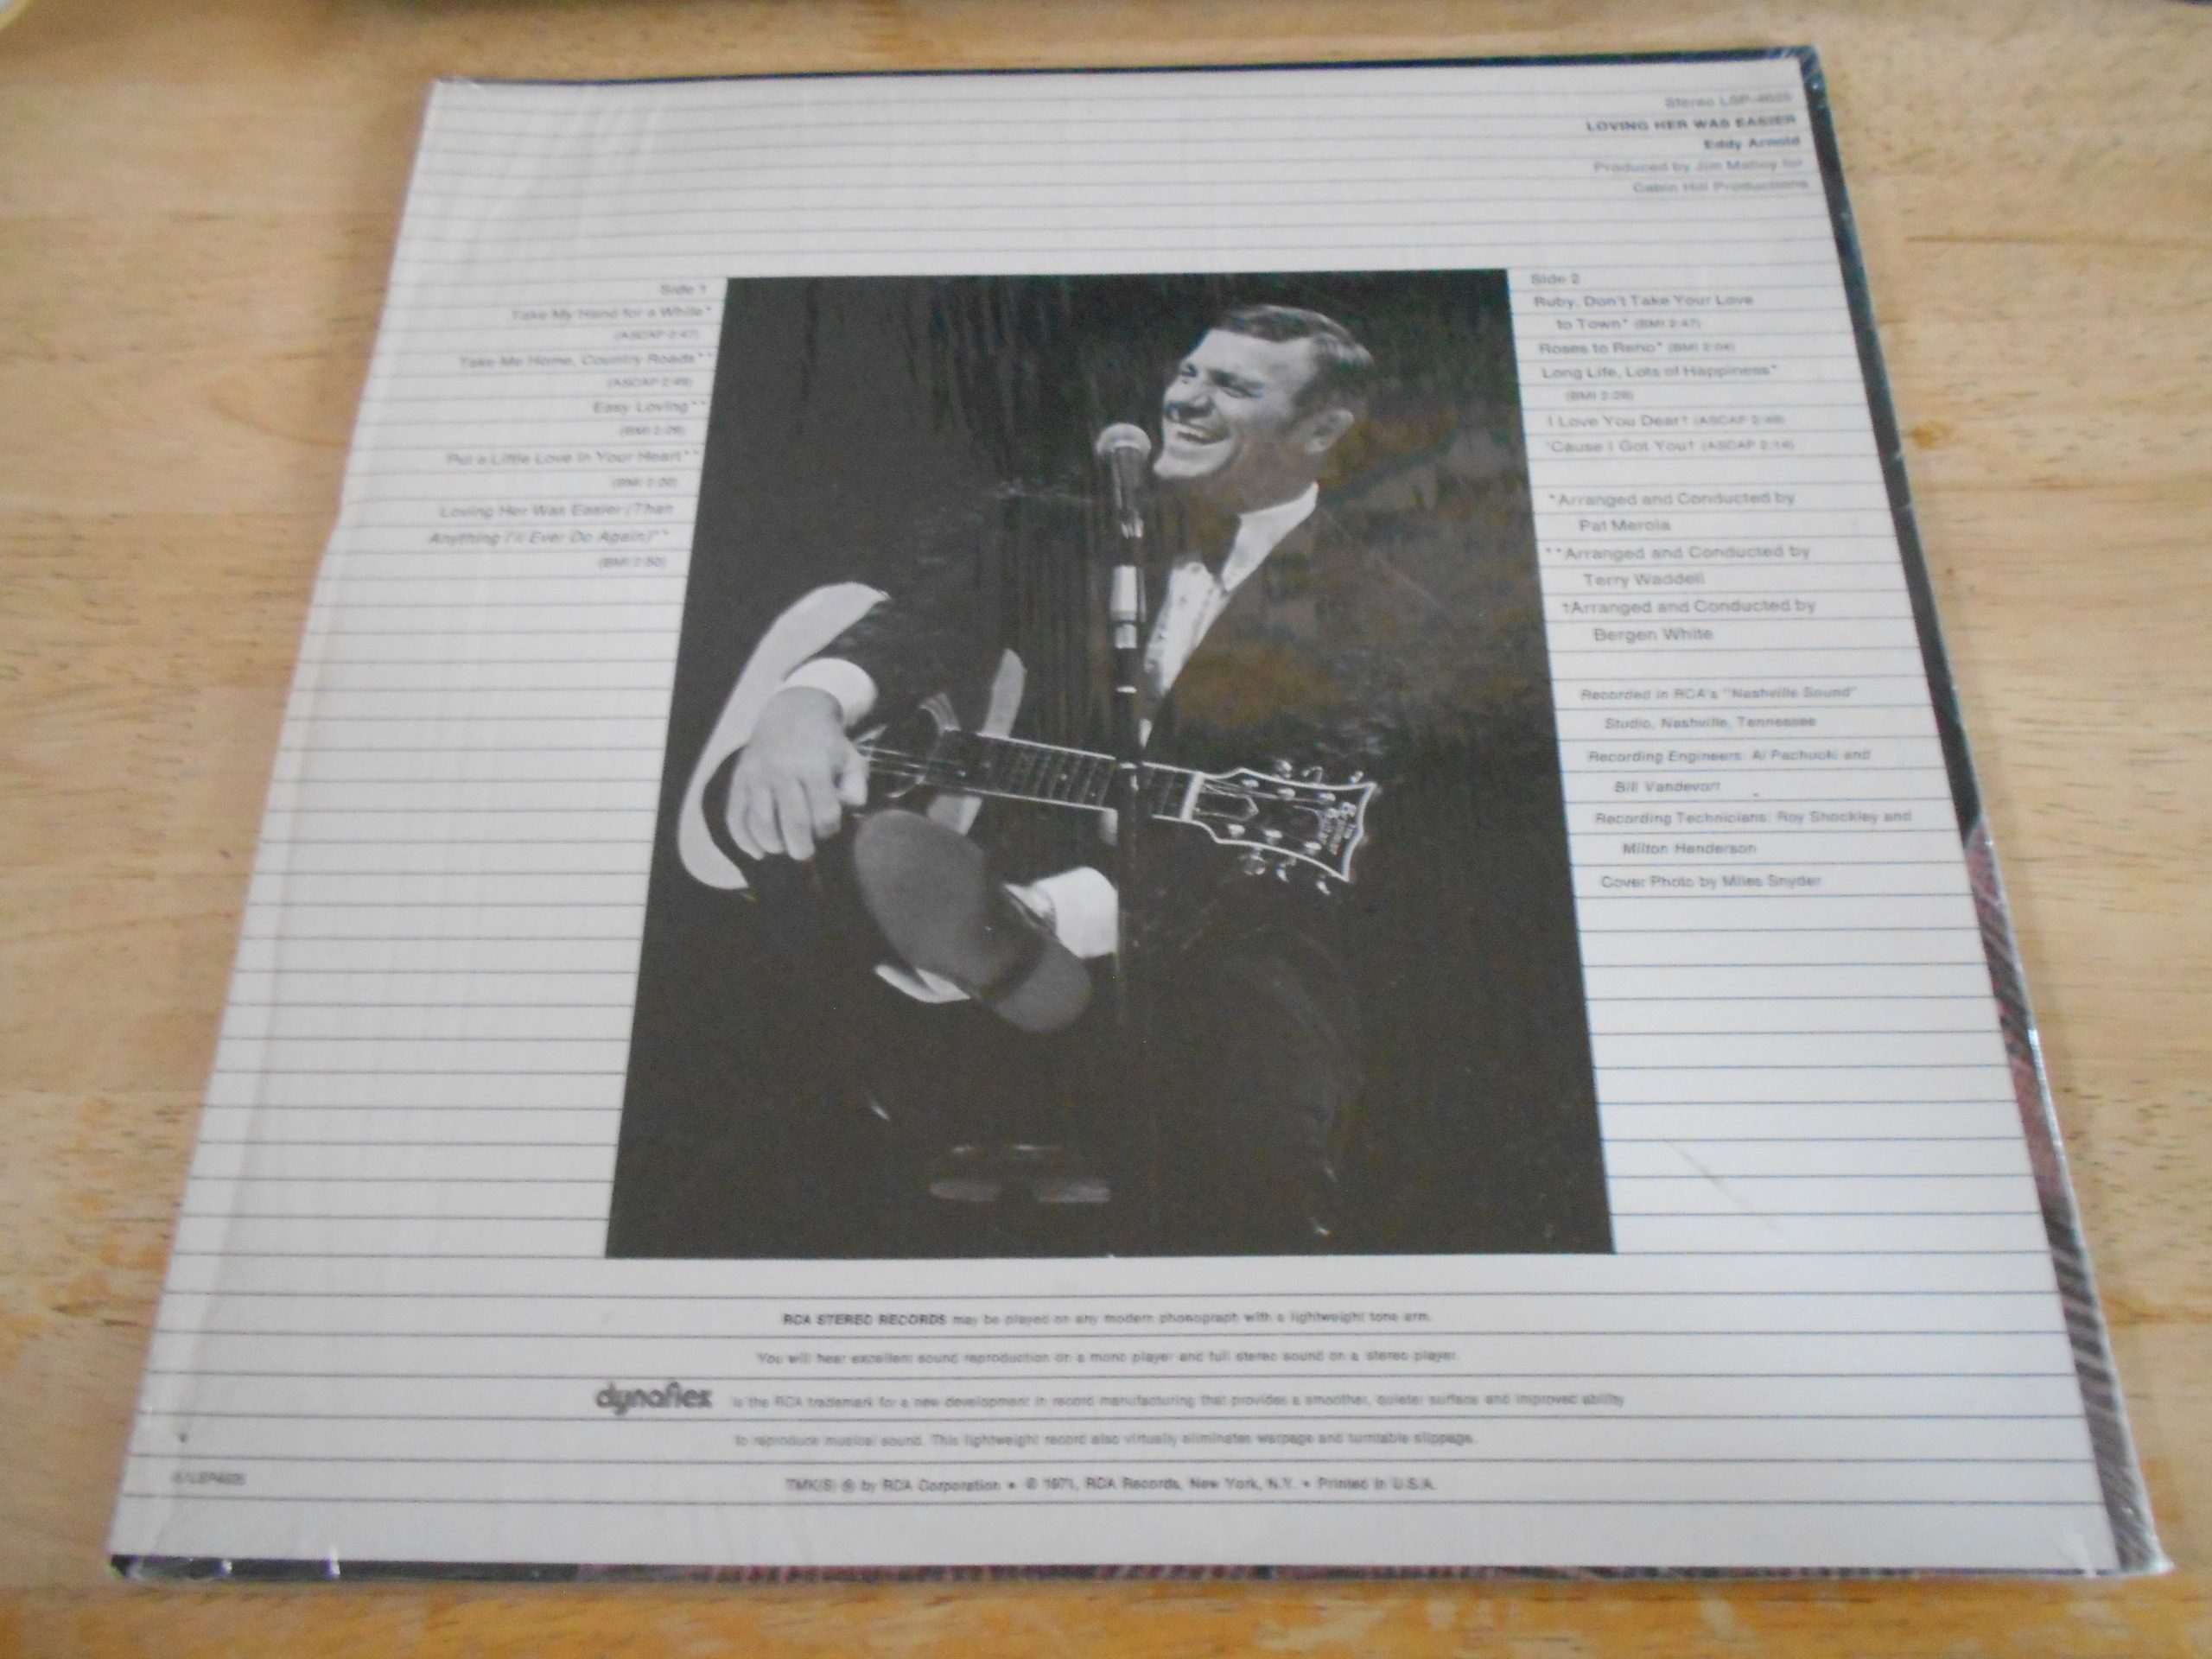 Stereo LSP-4625
LOVING HER WAS EASIER
Eddy Arnold
Produced by Jim Malloy for
Cabin Hill Productions
Side 1
Take My Hand for a While*
(ASCAP 2:47)
Take Me Home, Country Roads**
(ASCAP 2:49)
Easy Loving**
(BMI 2:26)
Put a Little Love in Your Heart**
(BMI 2:20)
Loving Her Was Easier (Than
Anything I'll Ever Do Again)**
(BMI 2:50)
Side 2
Ruby, Don't Take Your Love
to Town* (BMI 2:47)
Roses to Reno* (BMI 2:04)
Long Life, Lots of Happiness*
(BMI 2:28)
I Love You Dear† (ASCAP 2:48)
'Cause I Got You† (ASCAP 2:14)
*Arranged and Conducted by
Pat Merola
**Arranged and Conducted by
Terry Waddell
†Arranged and Conducted by
Bergen White
Recorded in RCA's "Nashville Sound"
Studio, Nashville, Tennessee
Recording Engineers: Al Pachucki and
Bill Vandevort
Recording Technicians: Roy Shockley and
Milton Henderson
Cover Photo by Miles Snyder
RCA STEREO RECORDS may be played on any modern phonograph with a lightweight tone arm.
You will hear excellent sound reproduction on a mono player and full stereo sound on a stereo player.
dynaflex is the RCA trademark for a new development in record manufacturing that provides a smoother, quieter surface and improved ability
to reproduce musical sound. This lightweight record also virtually eliminates warpage and turntable slippage.
TMK(S) ® by RCA Corporation • © 1971, RCA Records, New York, N.Y. • Printed in U.S.A.